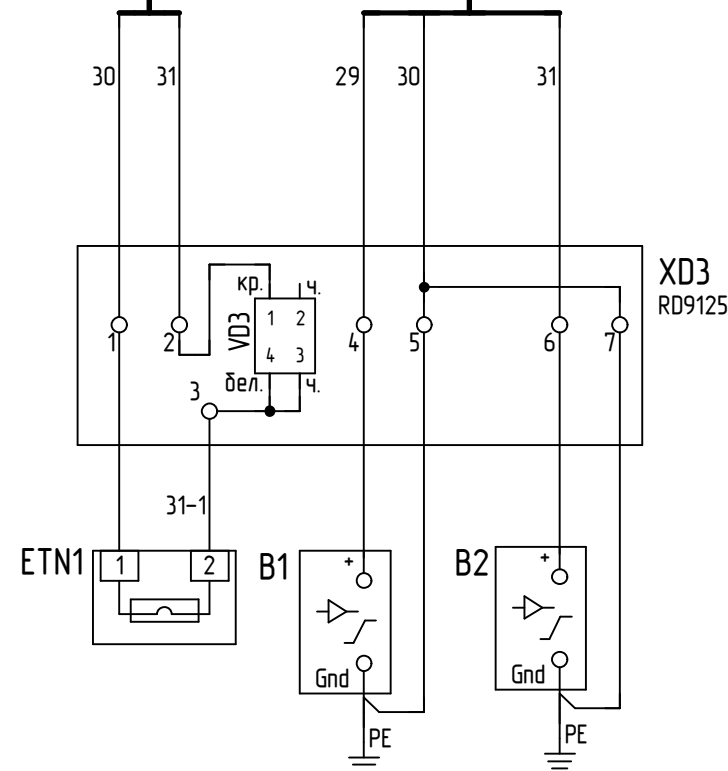 30 31 29 30 31
XD3
RD9125
кр. ч.
VD3
1 2
4 3
бел. ч.
1 2 3 4 5 6 7
31-1
ETN1
1 2
B1
+
Gnd
PE
B2
+
Gnd
PE